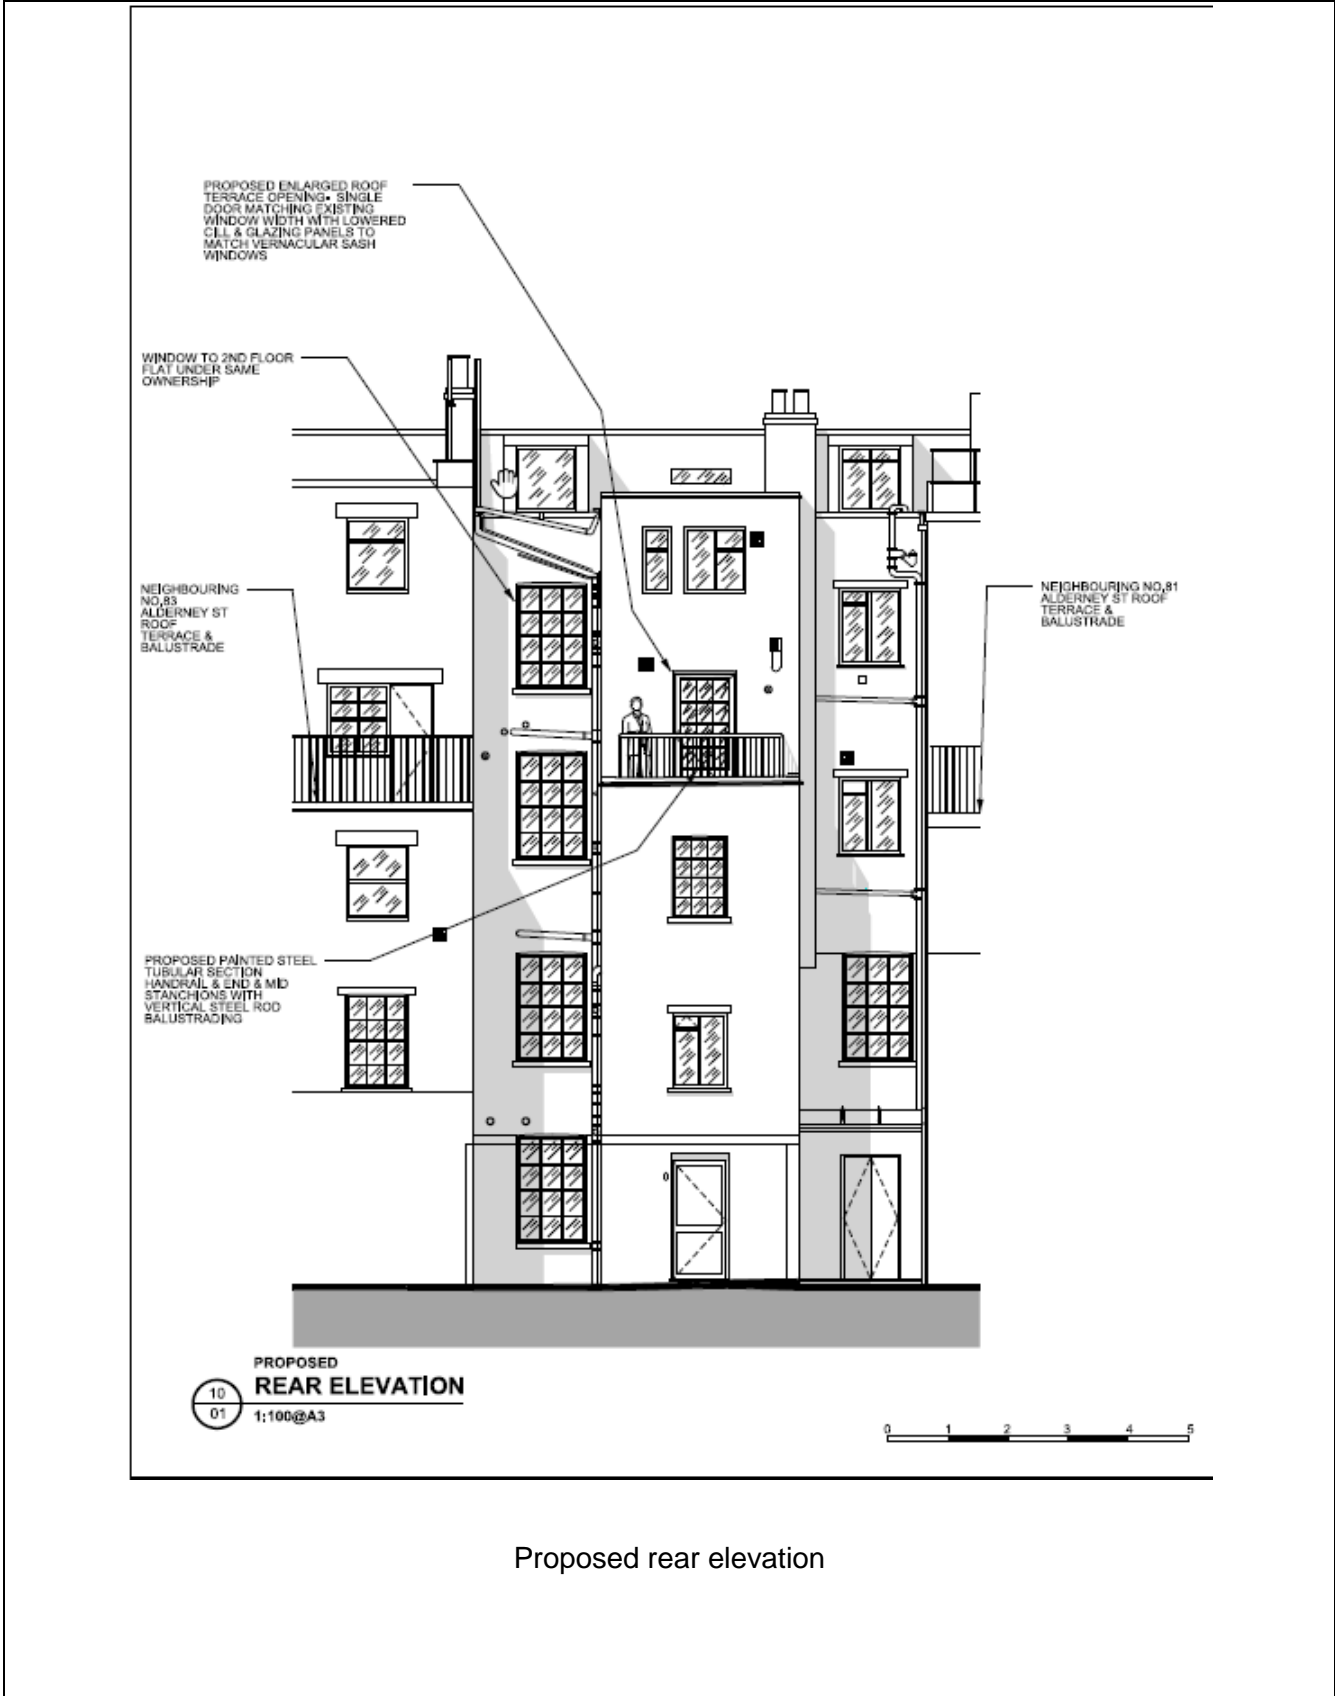 PROPOSED ENLARGED ROOF
TERRACE OPENING- SINGLE
DOOR MATCHING EXISTING
WINDOW WIDTH WITH LOWERED
CILL & GLAZING PANELS TO
MATCH VERNACULAR SASH
WINDOWS
WINDOW TO 2ND FLOOR
FLAT UNDER SAME
OWNERSHIP
NEIGHBOURING
NO.83
ALDERNEY ST
ROOF
TERRACE &
BALUSTRADE
NEIGHBOURING NO.81
ALDERNEY ST ROOF
TERRACE &
BALUSTRADE
PROPOSED PAINTED STEEL
TUBULAR SECTION
HANDRAIL & END & MID
STANCHIONS WITH
VERTICAL STEEL ROD
BALUSTRADING
PROPOSED
REAR ELEVATION
10
01
1:100@A3
0 1 2 3 4 5
Proposed rear elevation